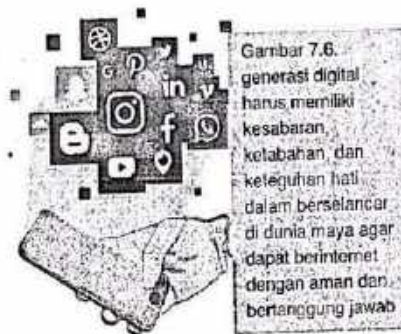 Gambar 7.6.
generasi digital
harus memiliki
kesabaran,
ketabahan, dan
keteguhan hati
dalam berselancar
di dunia maya agar
dapat berinternet
dengan aman dan
bertanggung jawab